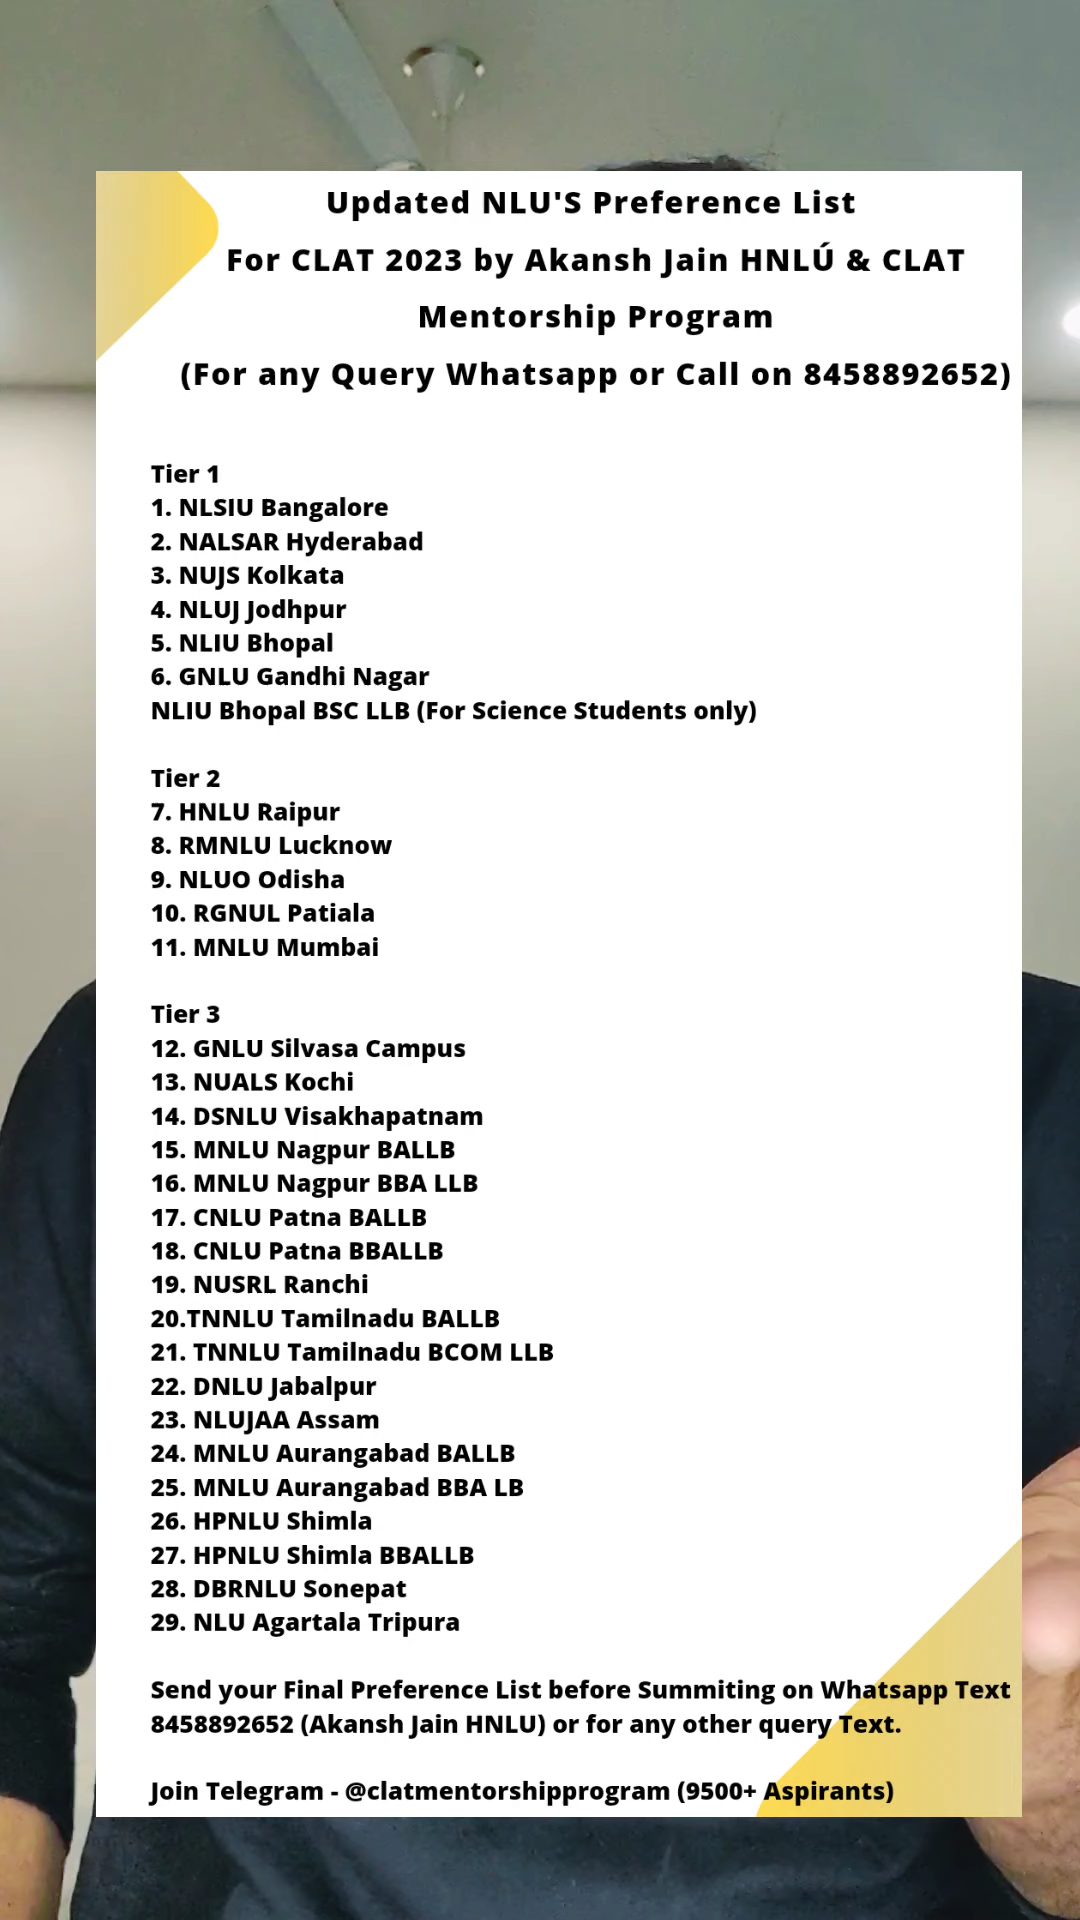 Updated NLU'S Preference List
For CLAT 2023 by Akansh Jain HNLÚ & CLAT
Mentorship Program
(For any Query Whatsapp or Call on 8458892652)
Tier 1
1. NLSIU Bangalore
2. NALSAR Hyderabad
3. NUJS Kolkata
4. NLUJ Jodhpur
5. NLIU Bhopal
6. GNLU Gandhi Nagar
NLIU Bhopal BSC LLB (For Science Students only)
Tier 2
7. HNLU Raipur
8. RMNLU Lucknow
9. NLUO Odisha
10. RGNUL Patiala
11. MNLU Mumbai
Tier 3
12. GNLU Silvasa Campus
13. NUALS Kochi
14. DSNLU Visakhapatnam
15. MNLU Nagpur BALLB
16. MNLU Nagpur BBA LLB
17. CNLU Patna BALLB
18. CNLU Patna BBALLB
19. NUSRL Ranchi
20.TNNLU Tamilnadu BALLB
21. TNNLU Tamilnadu BCOM LLB
22. DNLU Jabalpur
23. NLUJAA Assam
24. MNLU Aurangabad BALLB
25. MNLU Aurangabad BBA LB
26. HPNLU Shimla
27. HPNLU Shimla BBALLB
28. DBRNLU Sonepat
29. NLU Agartala Tripura
Send your Final Preference List before Summiting on Whatsapp Text
8458892652 (Akansh Jain HNLU) or for any other query Text.
Join Telegram - @clatmentorshipprogram (9500+ Aspirants)